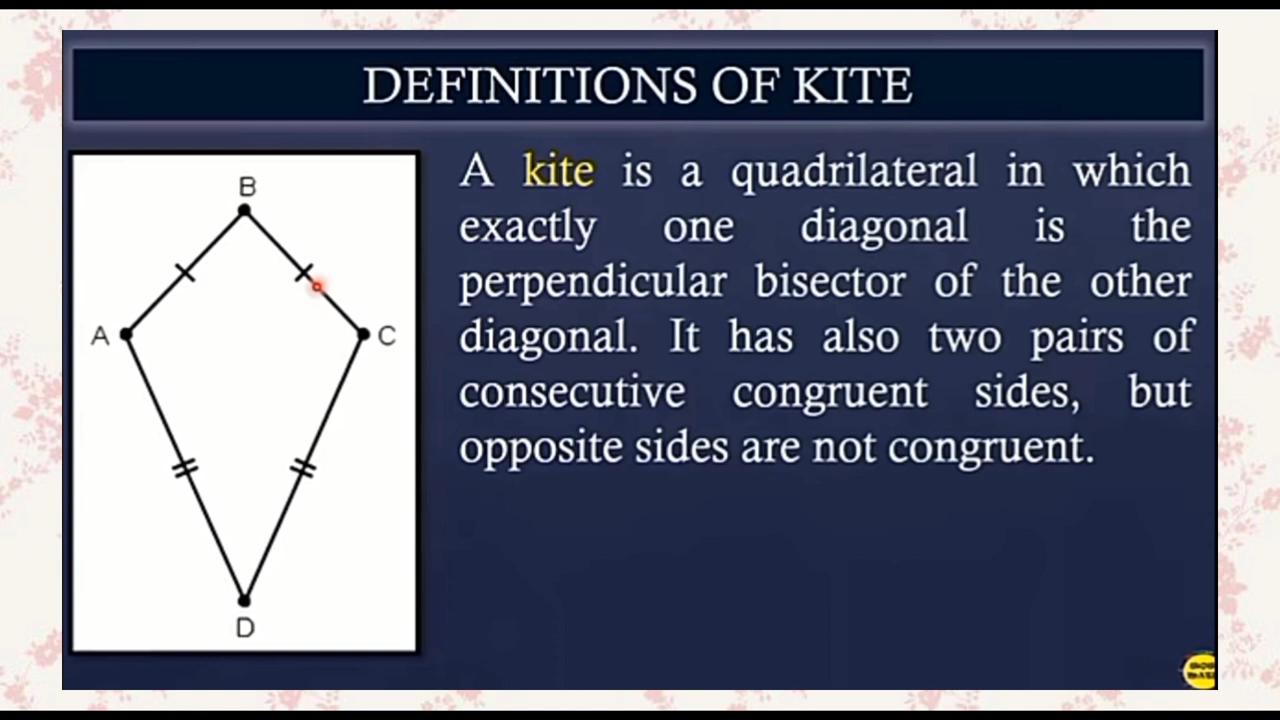 DEFINITIONS OF KITE
B
A
C
D
A kite is a quadrilateral in which
exactly one diagonal is the
perpendicular bisector of the other
diagonal. It has also two pairs of
consecutive congruent sides, but
opposite sides are not congruent.